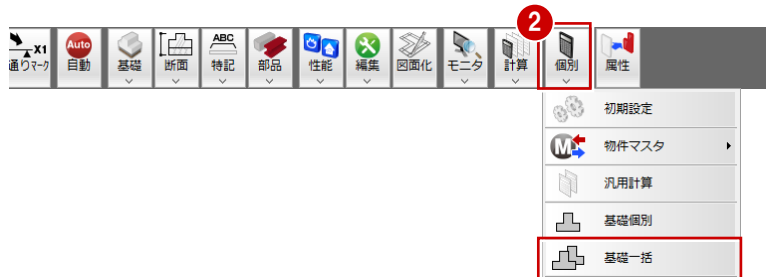 2
X1
通りマーク
Auto
自動
基礎
断面
ABC
特記
部品
性能
編集
図面化
モニタ
計算
個別
属性
初期設定
M
物件マスタ
汎用計算
基礎個別
基礎一括